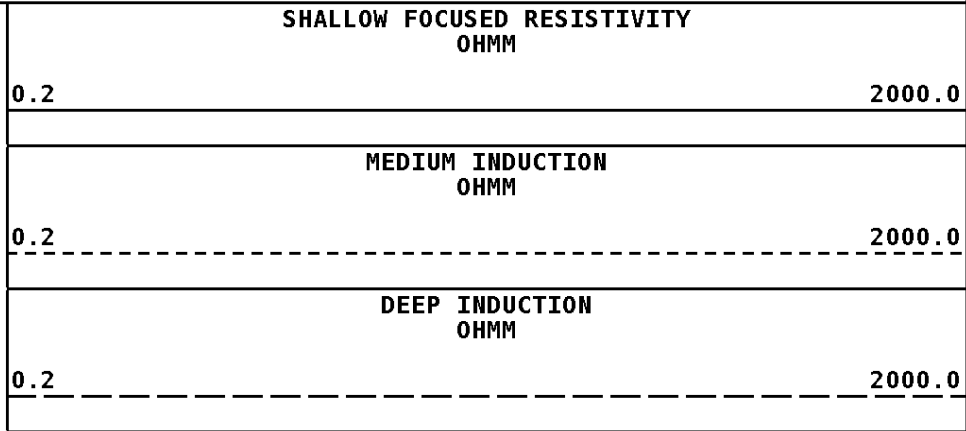 SHALLOW FOCUSED RESISTIVITY
OHMM
0.2 2000.0
MEDIUM INDUCTION
OHMM
0.2 2000.0
DEEP INDUCTION
OHMM
0.2 2000.0